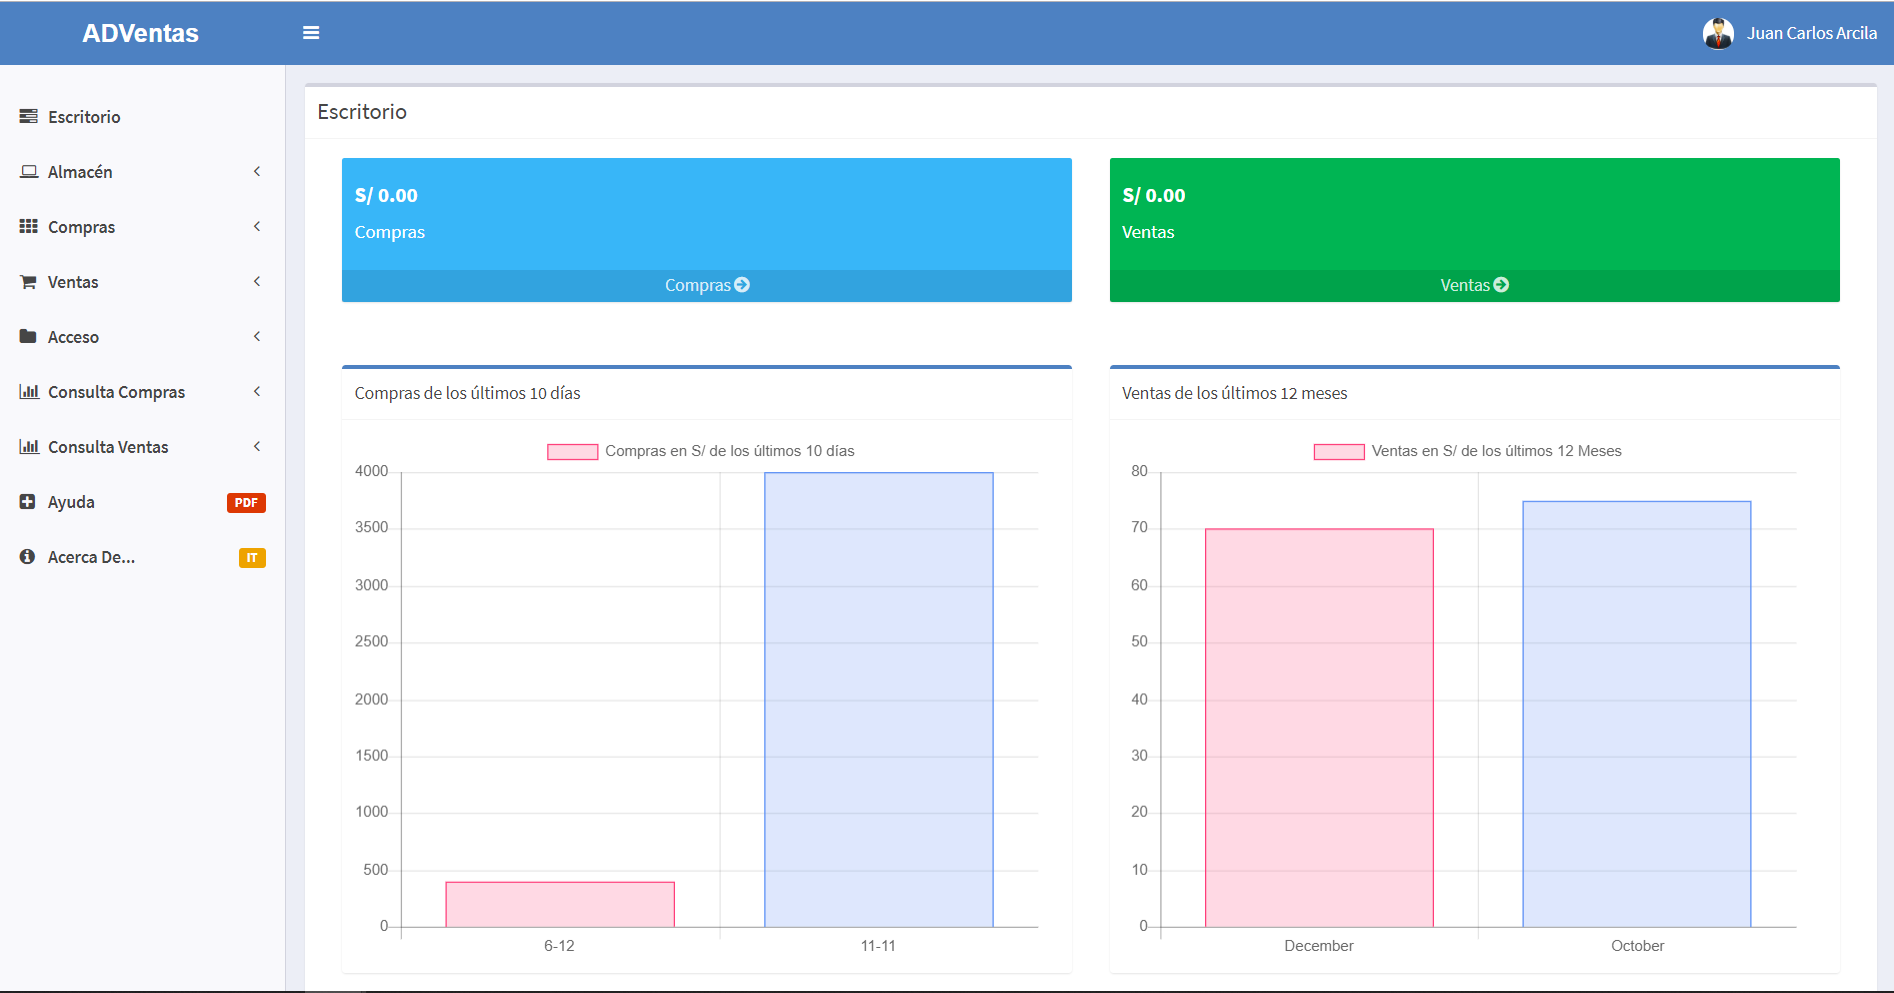 ADVentas
Juan Carlos Arcila
Escritorio
Almacén
Compras
Ventas
Acceso
Consulta Compras
Consulta Ventas
Ayuda PDF
Acerca De... IT
Escritorio
S/ 0.00
Compras
Compras
S/ 0.00
Ventas
Ventas
Compras de los últimos 10 días
Compras en S/ de los últimos 10 días
4000
3500
3000
2500
2000
1500
1000
500
0
6-12 11-11
Ventas de los últimos 12 meses
Ventas en S/ de los últimos 12 Meses
80
70
60
50
40
30
20
10
0
December October